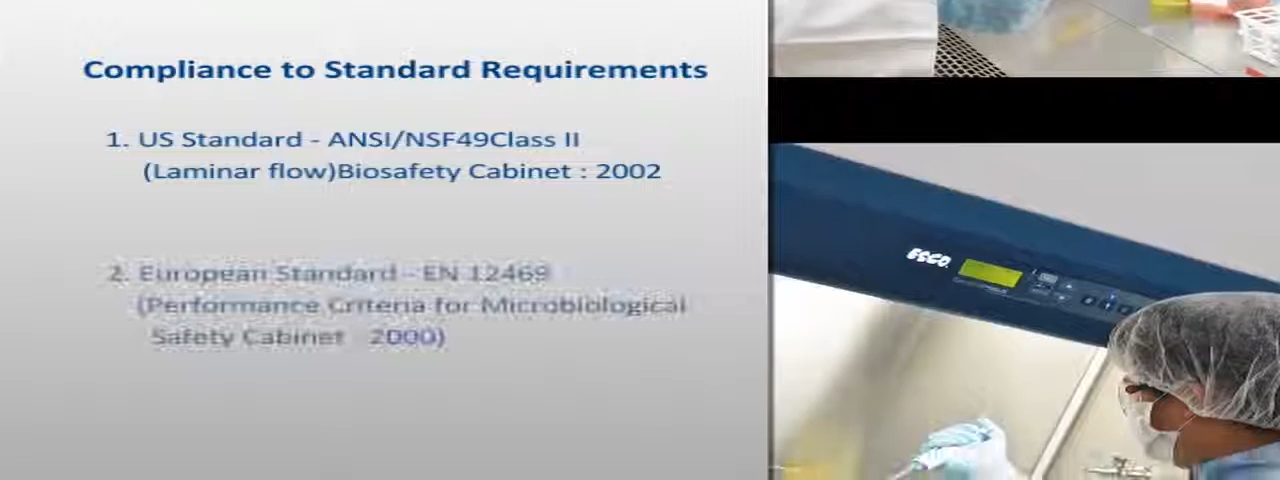 Compliance to Standard Requirements
1. US Standard - ANSI/NSF49Class II
(Laminar flow)Biosafety Cabinet : 2002
2. European Standard - EN 12469
(Performance Criteria for Microbiological
Safety Cabinet : 2000)
ESCO